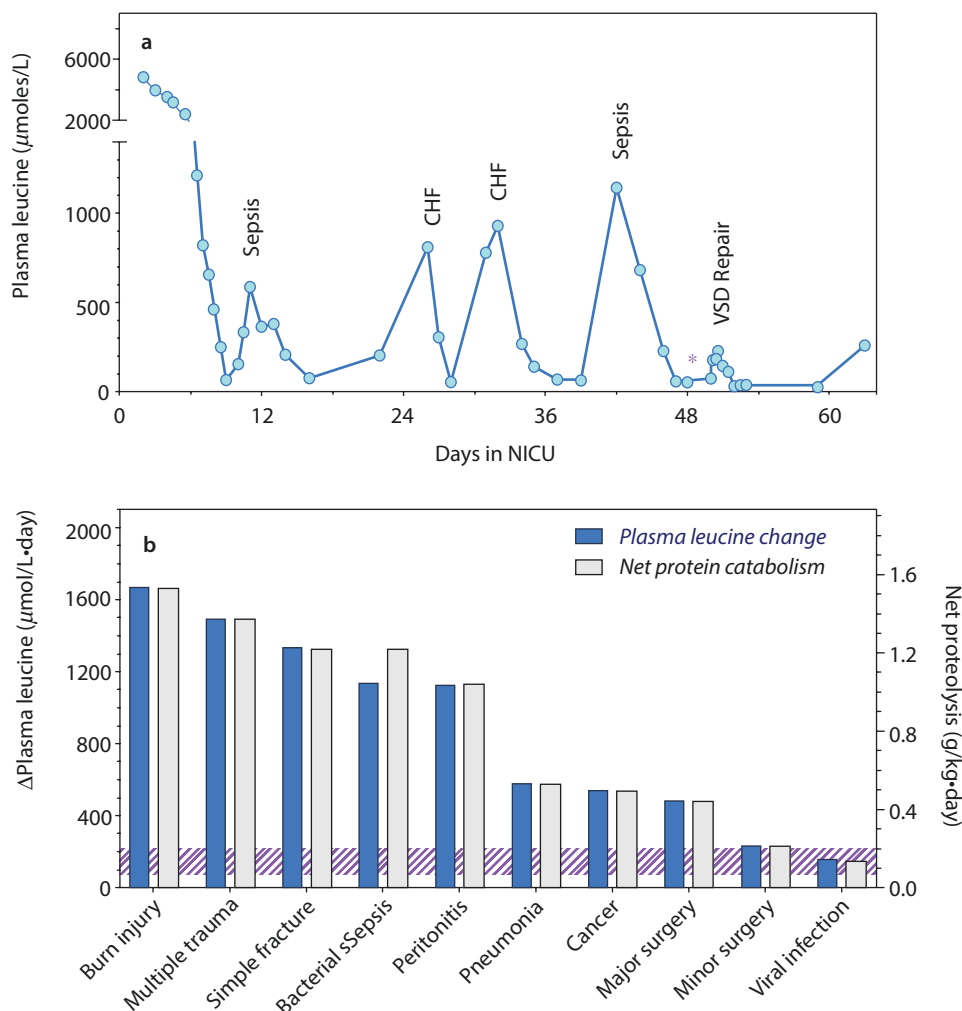 a
Plasma leucine (μmoles/L)
6000
2000
1000
500
0
Sepsis
CHF
CHF
Sepsis
VSD Repair
*
0 12 24 36 48 60
Days in NICU
b
ΔPlasma leucine (μmol/L•day)
2000
1600
1200
800
400
0
Plasma leucine change
Net protein catabolism
1.6
1.2
0.8
0.4
0.0
Net proteolysis (g/kg•day)
Burn injury
Multiple trauma
Simple fracture
Bacterial sSepsis
Peritonitis
Pneumonia
Cancer
Major surgery
Minor surgery
Viral infection